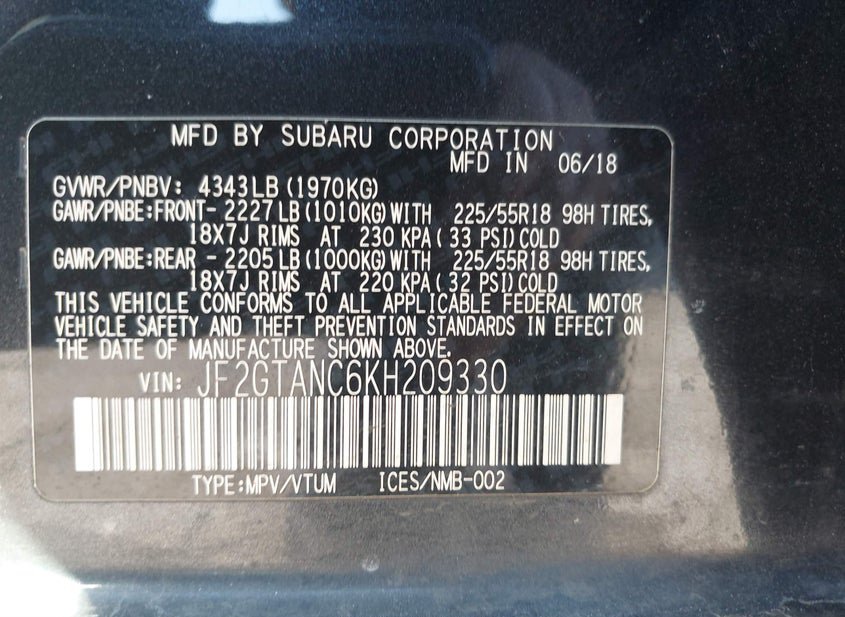 MFD BY SUBARU CORPORATION
MFD IN 06/18
GVWR/PNBV: 4343LB (1970KG)
GAWR/PNBE:FRONT- 2227LB (1010KG) WITH 225/55R18 98H TIRES,
18X7J RIMS AT 230 KPA( 33 PSI)COLD
GAWR/PNBE:REAR - 2205LB (1000KG) WITH 225/55R18 98H TIRES,
18X7J RIMS AT 220 KPA( 32 PSI)COLD
THIS VEHICLE CONFORMS TO ALL APPLICABLE FEDERAL MOTOR
VEHICLE SAFETY AND THEFT PREVENTION STANDARDS IN EFFECT ON
THE DATE OF MANUFACTURE SHOWN ABOVE.
VIN: JF2GTANC6KH209330
TYPE:MPV/VTUM ICES/NMB-002